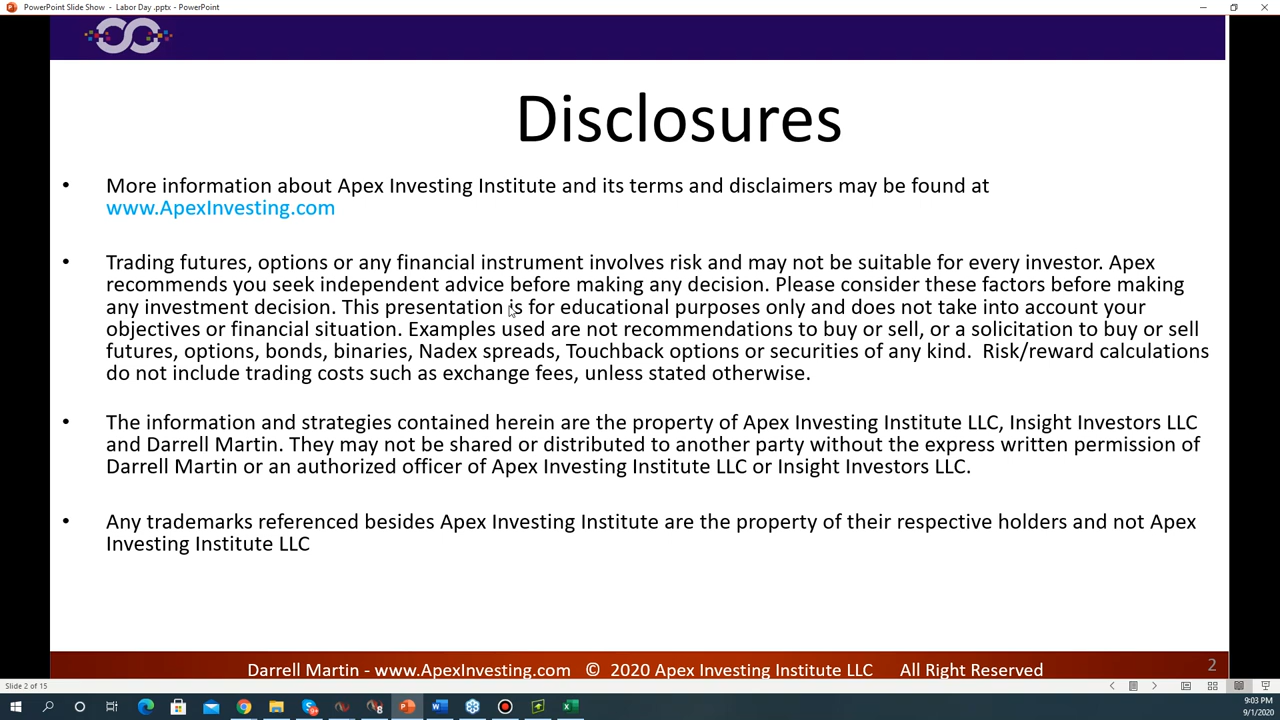 PowerPoint Slide Show - Labor Day .pptx - PowerPoint
Disclosures
• More information about Apex Investing Institute and its terms and disclaimers may be found at
www.ApexInvesting.com
• Trading futures, options or any financial instrument involves risk and may not be suitable for every investor. Apex
recommends you seek independent advice before making any decision. Please consider these factors before making
any investment decision. This presentation is for educational purposes only and does not take into account your
objectives or financial situation. Examples used are not recommendations to buy or sell, or a solicitation to buy or sell
futures, options, bonds, binaries, Nadex spreads, Touchback options or securities of any kind.  Risk/reward calculations
do not include trading costs such as exchange fees, unless stated otherwise.
• The information and strategies contained herein are the property of Apex Investing Institute LLC, Insight Investors LLC
and Darrell Martin. They may not be shared or distributed to another party without the express written permission of
Darrell Martin or an authorized officer of Apex Investing Institute LLC or Insight Investors LLC.
• Any trademarks referenced besides Apex Investing Institute are the property of their respective holders and not Apex
Investing Institute LLC
Darrell Martin - www.ApexInvesting.com © 2020 Apex Investing Institute LLC All Right Reserved
2
Slide 2 of 15
9:03 PM
9/1/2020